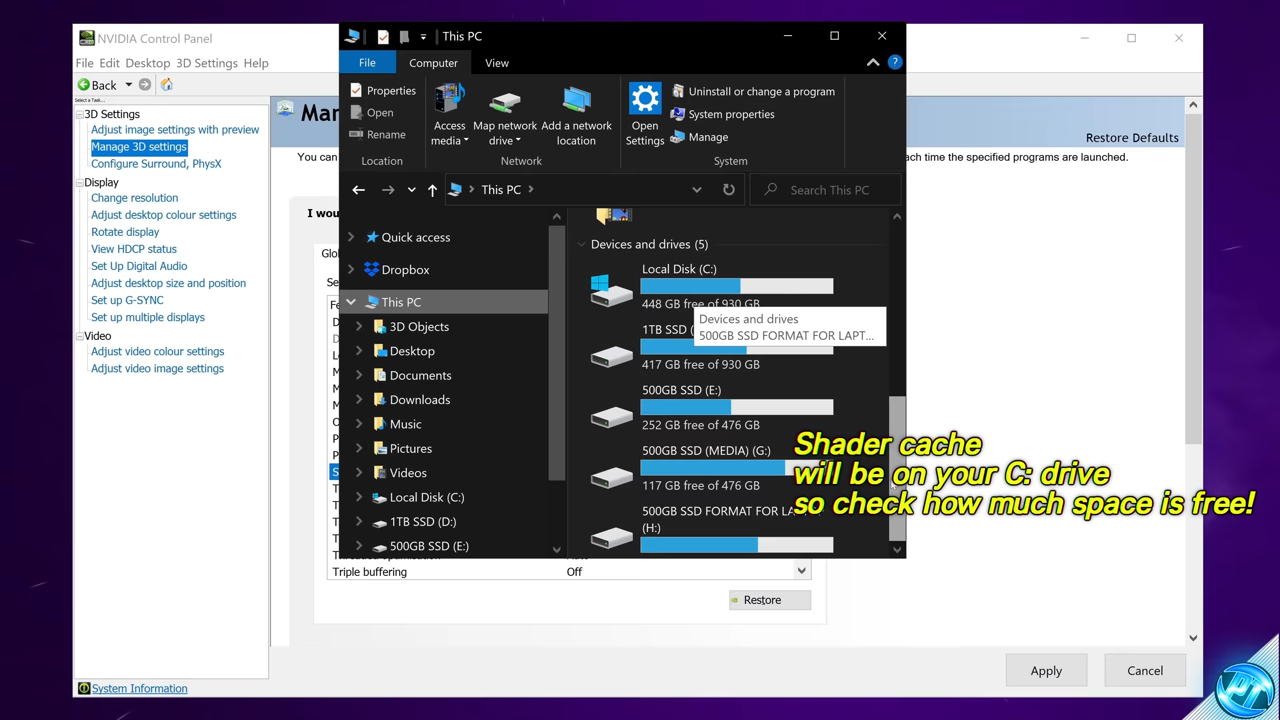 NVIDIA Control Panel
File Edit Desktop 3D Settings Help
Back
Select a Task...
3D Settings
Adjust image settings with preview
Manage 3D settings
Configure Surround, PhysX
Display
Change resolution
Adjust desktop colour settings
Rotate display
View HDCP status
Set Up Digital Audio
Adjust desktop size and position
Set up G-SYNC
Set up multiple displays
Video
Adjust video colour settings
Adjust video image settings
System Information
Restore Defaults
You can
ach time the specified programs are launched.
Triple buffering Off
Restore
Apply Cancel
This PC
File Computer View
Properties
Open
Rename
Location
Access media
Map network drive
Add a network location
Network
Open Settings
Uninstall or change a program
System properties
Manage
System
This PC
Search This PC
Quick access
Dropbox
This PC
3D Objects
Desktop
Documents
Downloads
Music
Pictures
Videos
Local Disk (C:)
1TB SSD (D:)
500GB SSD (E:)
Devices and drives (5)
Local Disk (C:)
448 GB free of 930 GB
1TB SSD
417 GB free of 930 GB
500GB SSD (E:)
252 GB free of 476 GB
500GB SSD (MEDIA) (G:)
117 GB free of 476 GB
500GB SSD FORMAT FOR
(H:)
Devices and drives
500GB SSD FORMAT FOR LAPT...
Shader cache
will be on your C: drive
so check how much space is free!
PT